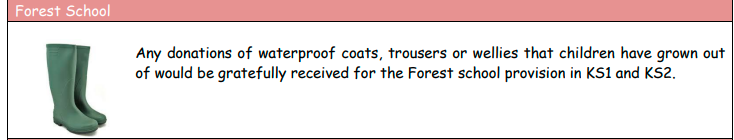 Forest School
Any donations of waterproof coats, trousers or wellies that children have grown out
of would be gratefully received for the Forest school provision in KS1 and KS2.